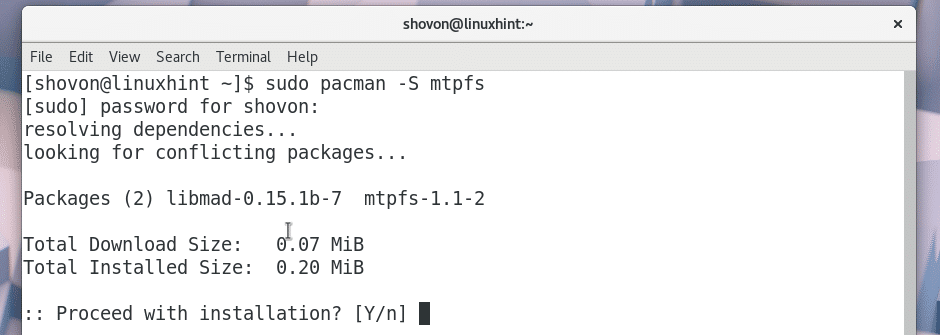 shovon@linuxhint:~
File Edit View Search Terminal Help
[shovon@linuxhint ~]$ sudo pacman -S mtpfs
[sudo] password for shovon:
resolving dependencies...
looking for conflicting packages...
Packages (2) libmad-0.15.1b-7  mtpfs-1.1-2
Total Download Size:   0.07 MiB
Total Installed Size:  0.20 MiB
:: Proceed with installation? [Y/n]